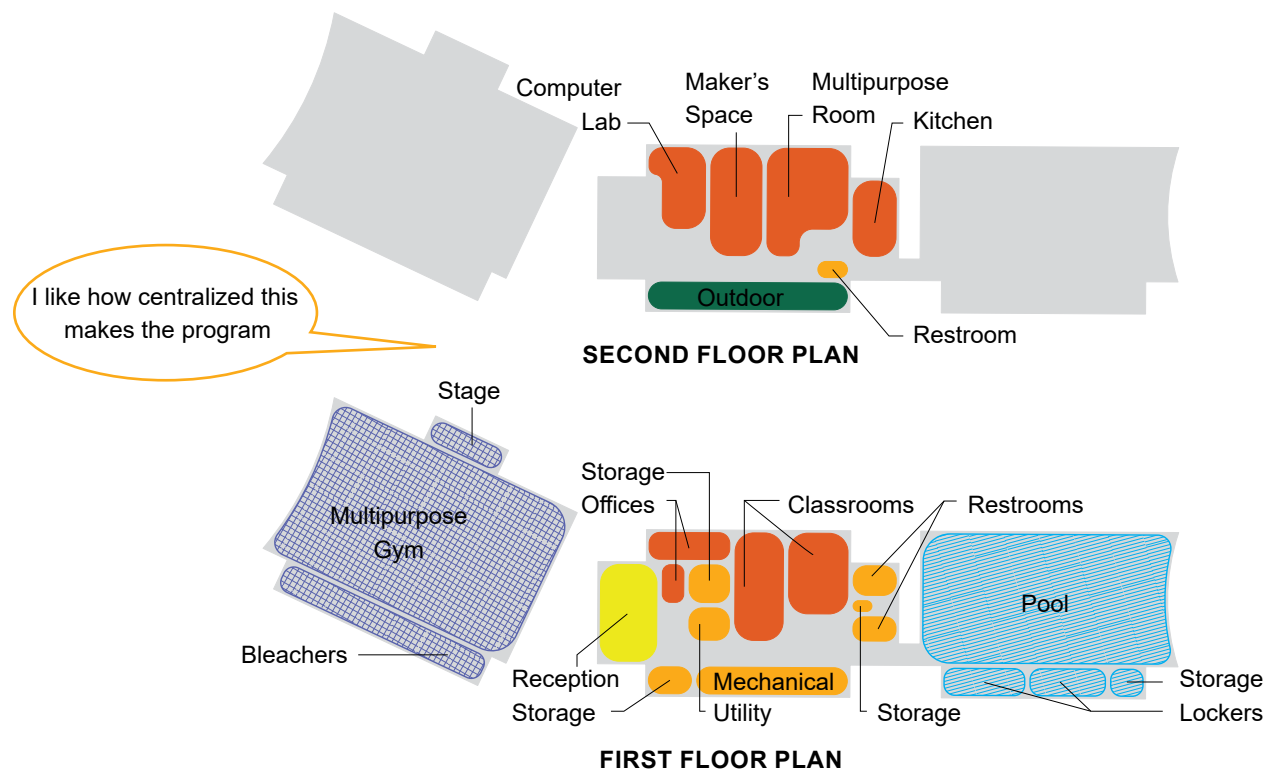 Computer
Lab
Maker’s
Space
Multipurpose
Room
Kitchen
Outdoor
Restroom
SECOND FLOOR PLAN
I like how centralized this
makes the program
Stage
Storage
Offices
Classrooms
Restrooms
Multipurpose
Gym
Pool
Bleachers
Reception
Storage
Mechanical
Utility
Storage
Storage
Lockers
FIRST FLOOR PLAN